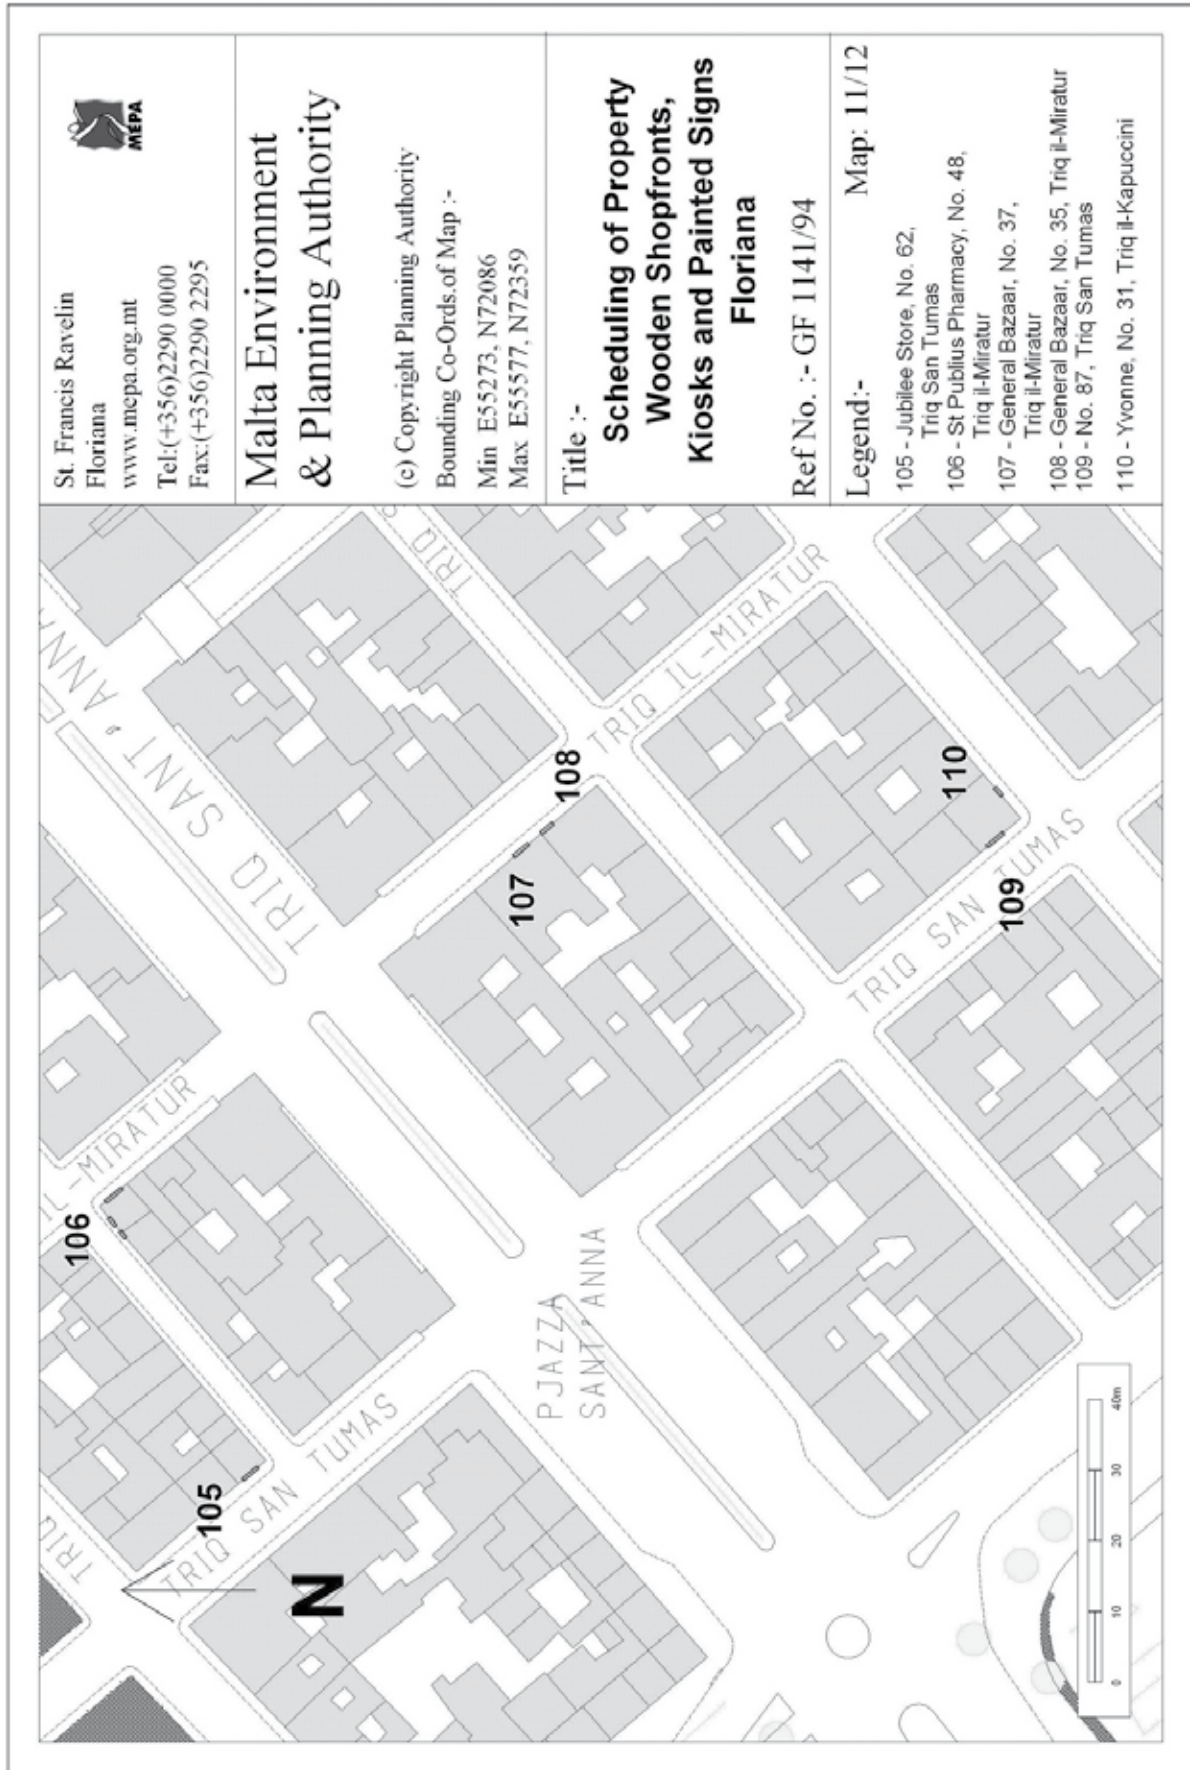 St. Francis Ravelin
Floriana
www.mepa.org.mt
Tel:(+356)2290 0000
Fax:(+356)2290 2295
MEPA
Malta Environment
& Planning Authority
(c) Copyright Planning Authority
Bounding Co-Ords.of Map :-
Min E55273, N72086
Max E55577, N72359
Title :-
Scheduling of Property
Wooden Shopfronts,
Kiosks and Painted Signs
Floriana
Ref No. :- GF 1141/94
Legend:- Map: 11/12
105 - Jubilee Store, No. 62,
Triq San Tumas
106 - St Publius Pharmacy, No. 48,
Triq il-Miratur
107 - General Bazaar, No. 37,
Triq il-Miratur
108 - General Bazaar, No. 35, Triq il-Miratur
109 - No. 87, Triq San Tumas
110 - Yvonne, No. 31, Triq il-Kapuccini
TRIQ
105
TRIQ SAN TUMAS
N
106
IL-MIRATUR
TRIQ SANT' ANNA
ANNA
TRIQ
PJAZZA
SANT' ANNA
107
108
TRIQ IL-MIRATUR
109
110
TRIQ SAN TUMAS
0 10 20 30 40m